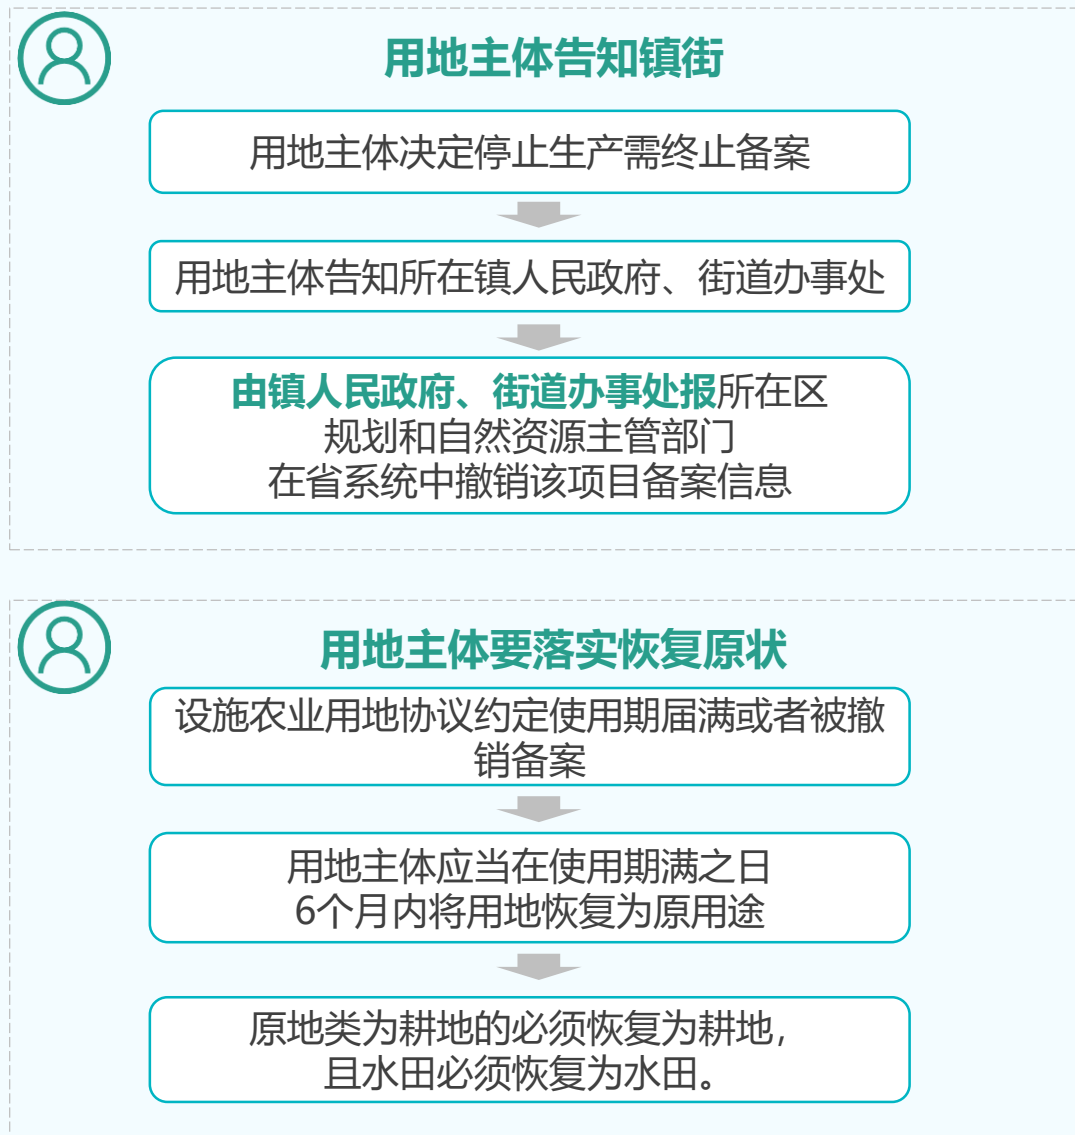 用地主体告知镇街
用地主体决定停止生产需终止备案
用地主体告知所在镇人民政府、街道办事处
由镇人民政府、街道办事处报所在区
规划和自然资源主管部门
在省系统中撤销该项目备案信息
用地主体要落实恢复原状
设施农业用地协议约定使用期届满或者被撤
销备案
用地主体应当在使用期满之日
6个月内将用地恢复为原用途
原地类为耕地的必须恢复为耕地，
且水田必须恢复为水田。